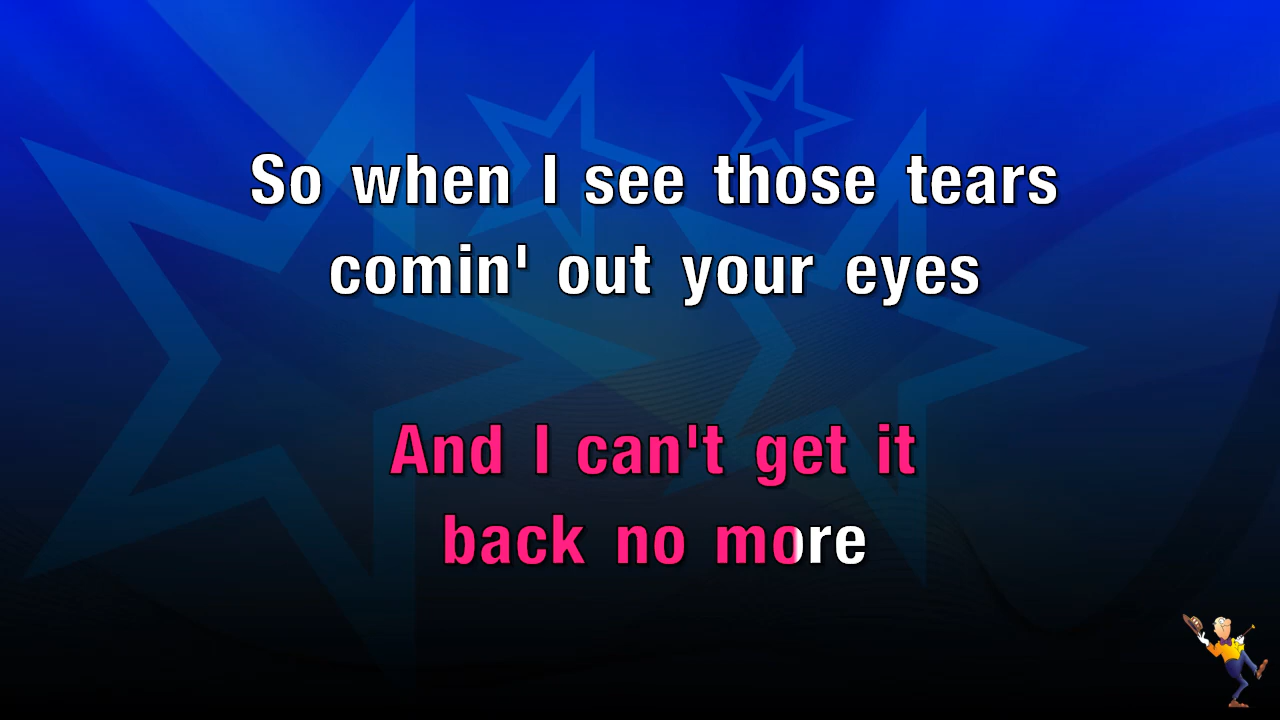 So when I see those tears
comin' out your eyes
And I can't get it
back no more